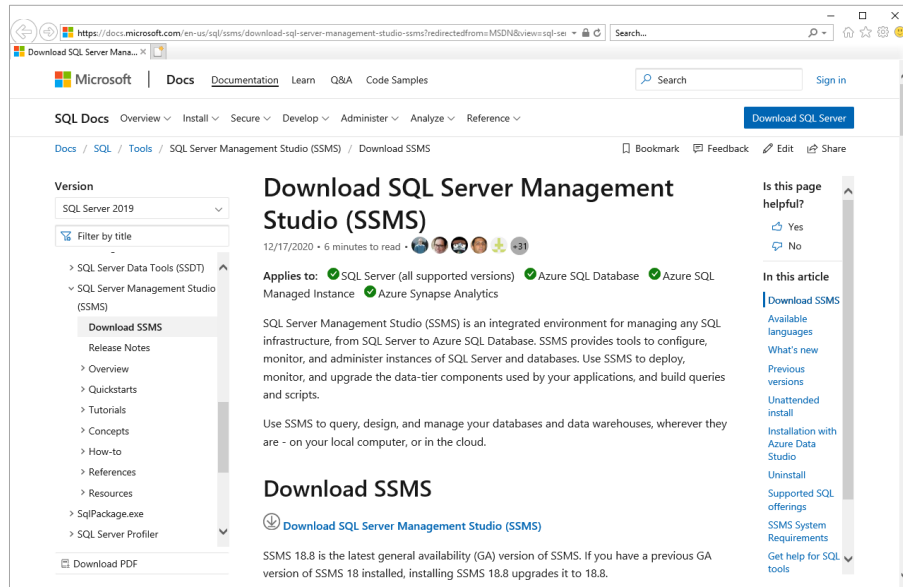 https://docs.microsoft.com/en-us/sql/ssms/download-sql-server-management-studio-ssms?redirectedfrom=MSDN&view=sql-ser
Search...
Download SQL Server Mana...
Microsoft
Docs
Documentation Learn Q&A Code Samples
Search
Sign in
SQL Docs Overview Install Secure Develop Administer Analyze Reference
Download SQL Server
Docs / SQL / Tools / SQL Server Management Studio (SSMS) / Download SSMS
Bookmark Feedback Edit Share
Version
SQL Server 2019
Filter by title
SQL Server Data Tools (SSDT)
SQL Server Management Studio
(SSMS)
Download SSMS
Release Notes
Overview
Quickstarts
Tutorials
Concepts
How-to
References
Resources
SqlPackage.exe
SQL Server Profiler
Download PDF
Download SQL Server Management
Studio (SSMS)
12/17/2020 • 6 minutes to read • +31
Applies to: SQL Server (all supported versions) Azure SQL Database Azure SQL
Managed Instance Azure Synapse Analytics
SQL Server Management Studio (SSMS) is an integrated environment for managing any SQL
infrastructure, from SQL Server to Azure SQL Database. SSMS provides tools to configure,
monitor, and administer instances of SQL Server and databases. Use SSMS to deploy,
monitor, and upgrade the data-tier components used by your applications, and build queries
and scripts.
Use SSMS to query, design, and manage your databases and data warehouses, wherever they
are - on your local computer, or in the cloud.
Download SSMS
Download SQL Server Management Studio (SSMS)
SSMS 18.8 is the latest general availability (GA) version of SSMS. If you have a previous GA
version of SSMS 18 installed, installing SSMS 18.8 upgrades it to 18.8.
Is this page
helpful?
Yes
No
In this article
Download SSMS
Available
languages
What's new
Previous
versions
Unattended
install
Installation with
Azure Data
Studio
Uninstall
Supported SQL
offerings
SSMS System
Requirements
Get help for SQL
tools